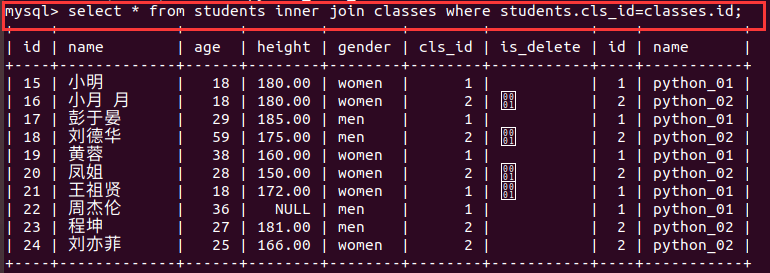 mysql> select * from students inner join classes where students.cls_id=classes.id;
| id | name | age | height | gender | cls_id | is_delete | id | name |
| 15 | 小明 | 18 | 180.00 | women | 1 | | 1 | python_01 |
| 16 | 小月 月 | 18 | 180.00 | women | 2 | 0001 | 2 | python_02 |
| 17 | 彭于晏 | 29 | 185.00 | men | 1 | | 1 | python_01 |
| 18 | 刘德华 | 59 | 175.00 | men | 2 | 0001 | 2 | python_02 |
| 19 | 黄蓉 | 38 | 160.00 | women | 1 | | 1 | python_01 |
| 20 | 凤姐 | 28 | 150.00 | women | 2 | 0001 | 2 | python_02 |
| 21 | 王祖贤 | 18 | 172.00 | women | 1 | 0001 | 1 | python_01 |
| 22 | 周杰伦 | 36 | NULL | men | 1 | | 1 | python_01 |
| 23 | 程坤 | 27 | 181.00 | men | 2 | | 2 | python_02 |
| 24 | 刘亦菲 | 25 | 166.00 | women | 2 | | 2 | python_02 |